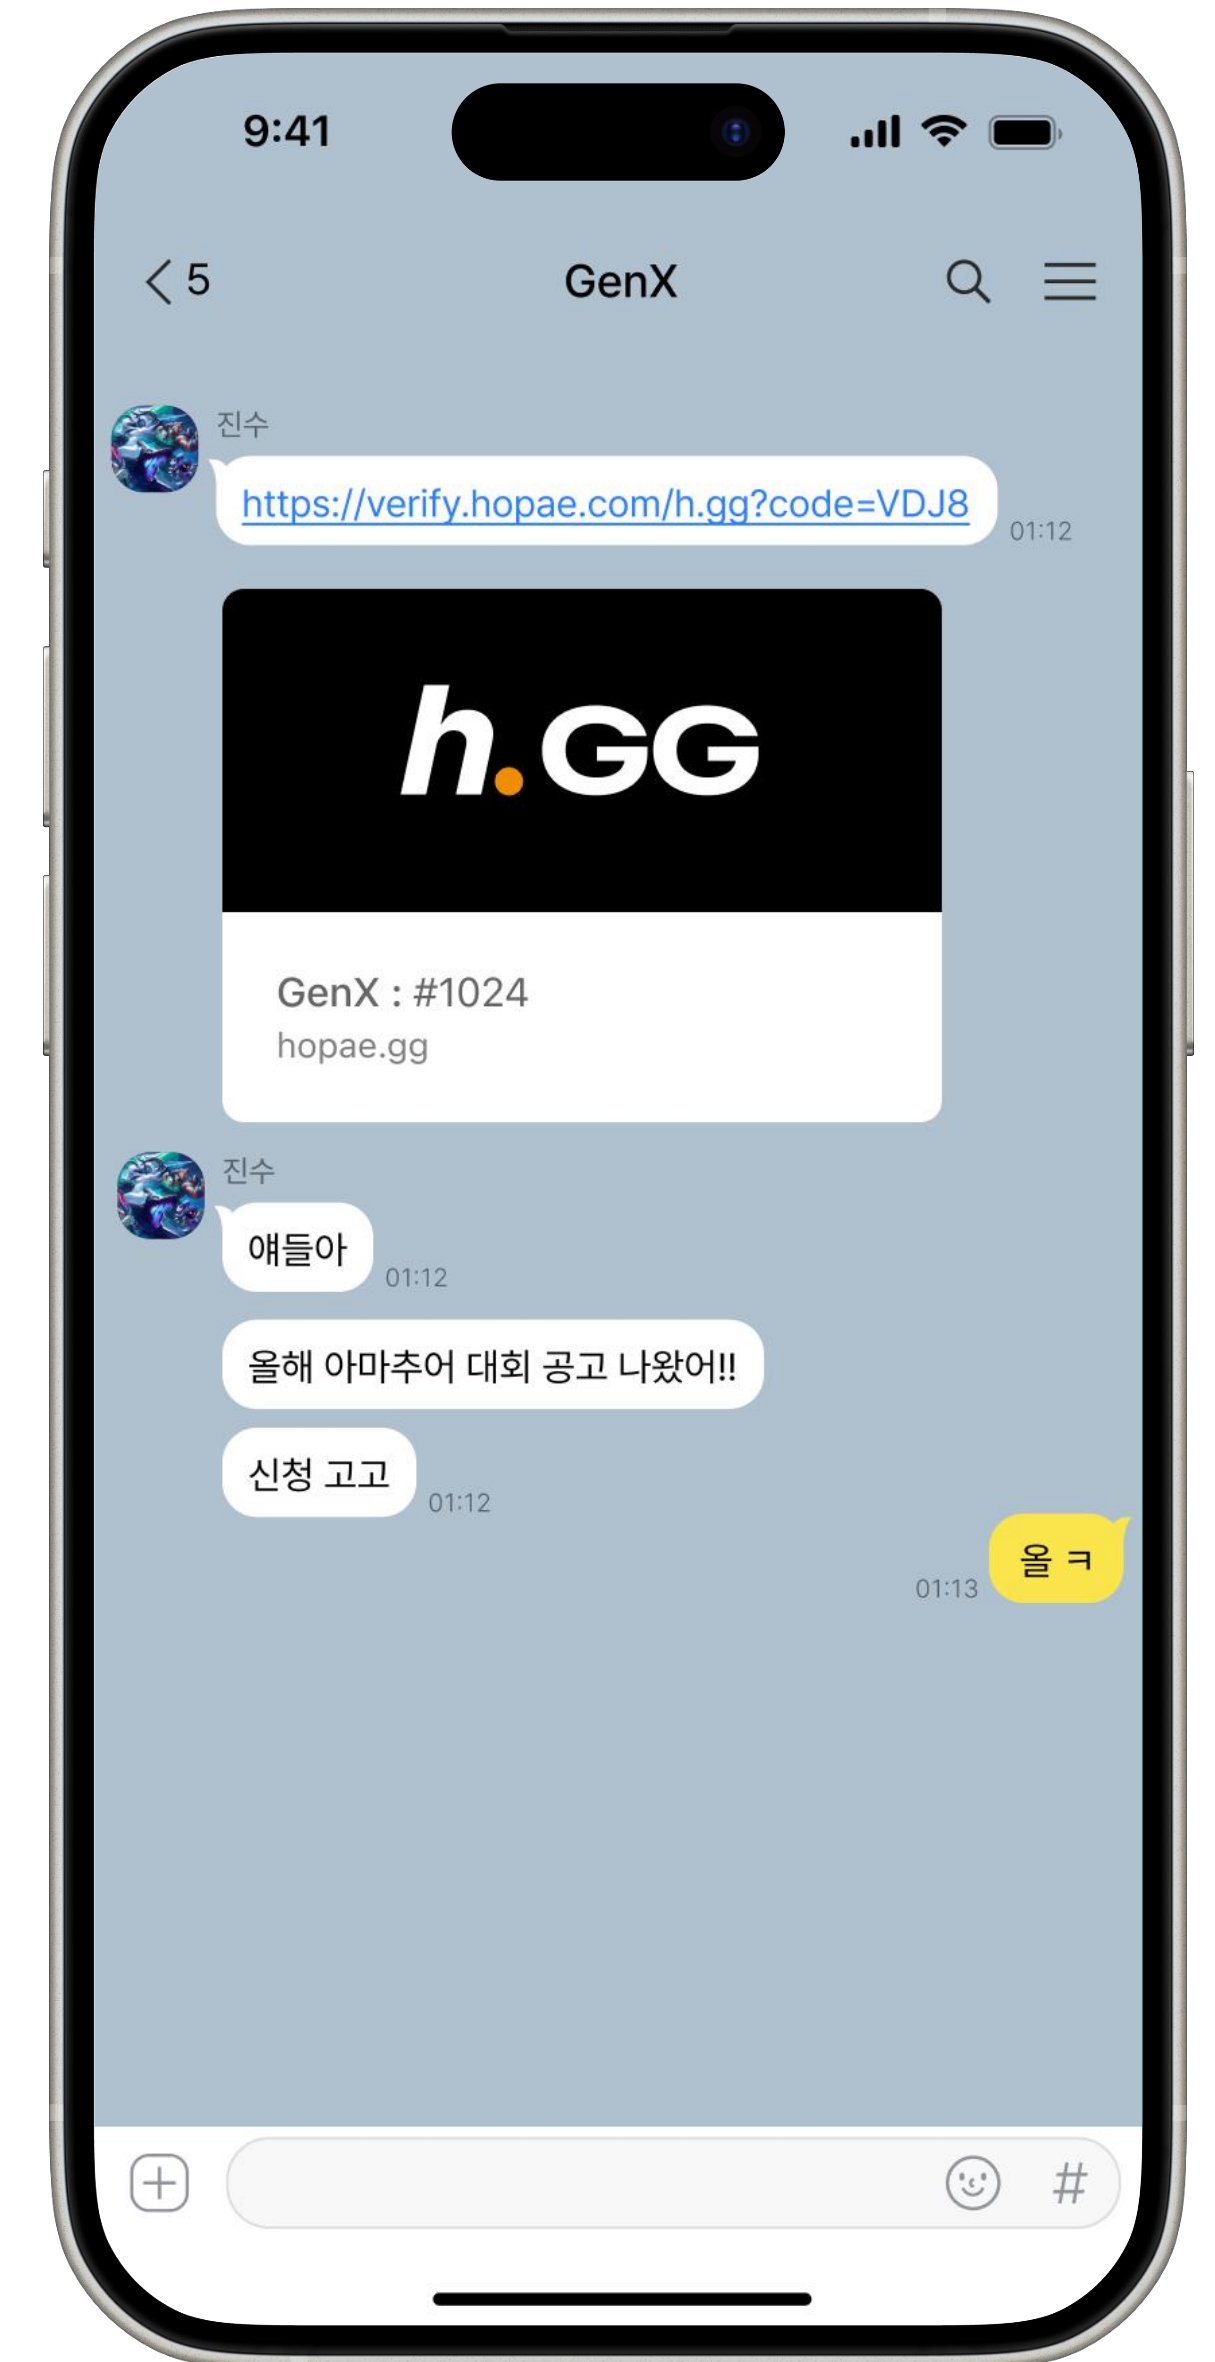 9:41
5
GenX
진수
https://verify.hopae.com/h.gg?code=VDJ8
01:12
h.GG
GenX : #1024
hopae.gg
진수
얘들아
01:12
올해 아마추어 대회 공고 나왔어!!
신청 고고
01:12
올 ㅋ
01:13
#